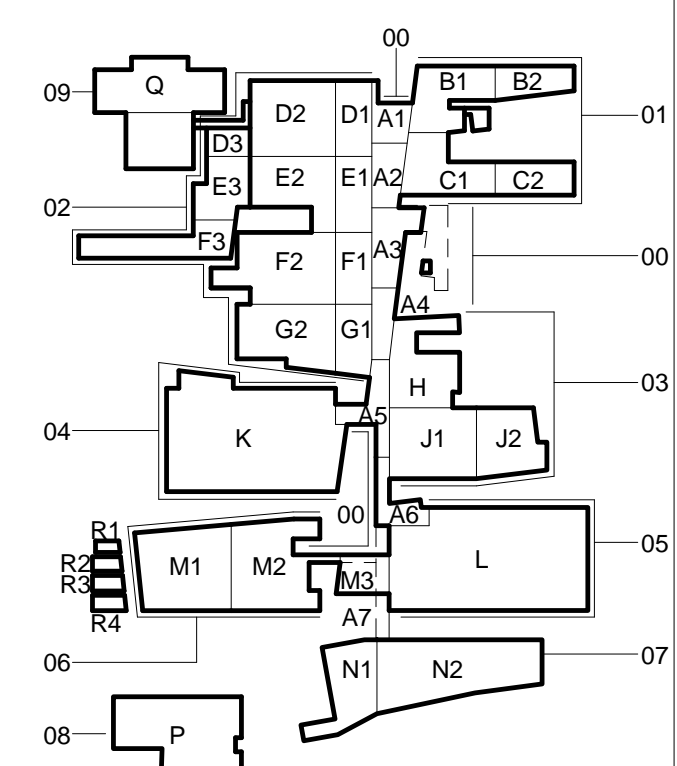 00
09 Q B1 B2
D2 D1 A1 01
D3
E3 E2 E1 A2 C1 C2
02
F3 F2 F1 A3 00
A4
G2 G1
H 03
A5
04 K J1 J2
00 A6
R1
R2 M1 M2 L 05
R3 M3
R4 A7
06 N1 N2 07
08 P